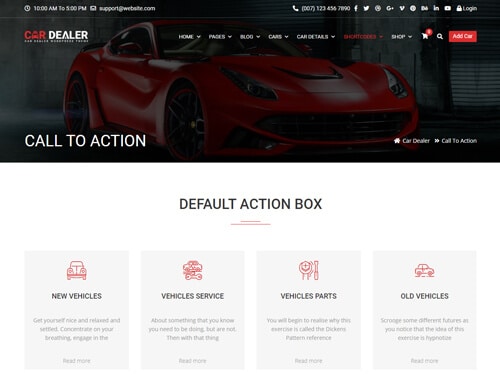 10:00 AM To 5:00 PM support@website.com (007) 123 456 7890 Login
CAR DEALER
CAR DEALER WORDPRESS THEME
HOME PAGES BLOG CARS CAR DETAILS SHORTCODES SHOP 0 Add Car
CALL TO ACTION
Car Dealer » Call To Action
DEFAULT ACTION BOX
NEW VEHICLES
Get yourself nice and relaxed and
settled. Concentrate on your
breathing, engage in the
Read more
VEHICLES SERVICE
About something that you know
you need to be doing, but are not.
Then with that thing
Read more
VEHICLES PARTS
You will begin to realise why this
exercise is called the Dickens
Pattern reference
Read more
OLD VEHICLES
Scrooge some different futures as
you notice that the idea of this
exercise is hypnotize
Read more